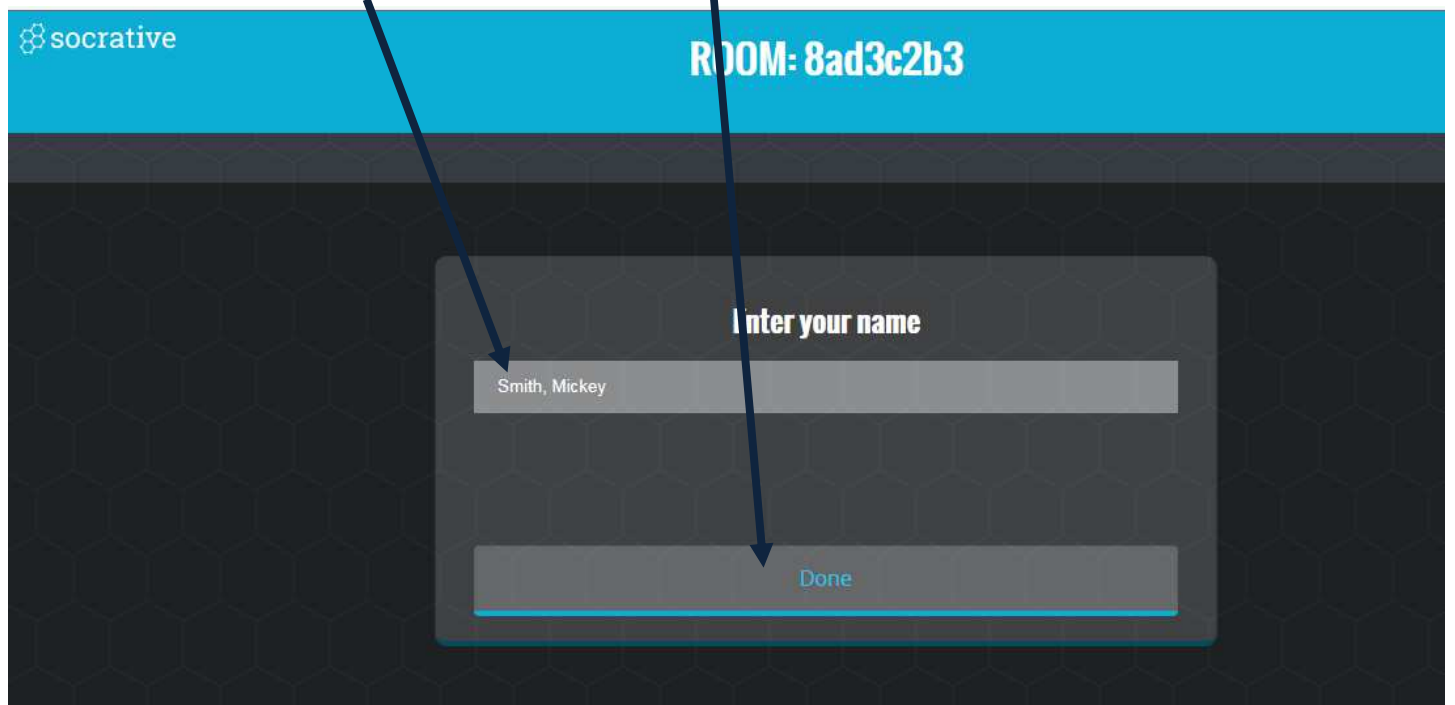 socrative
ROOM: 8ad3c2b3
Enter your name
Smith, Mickey
Done